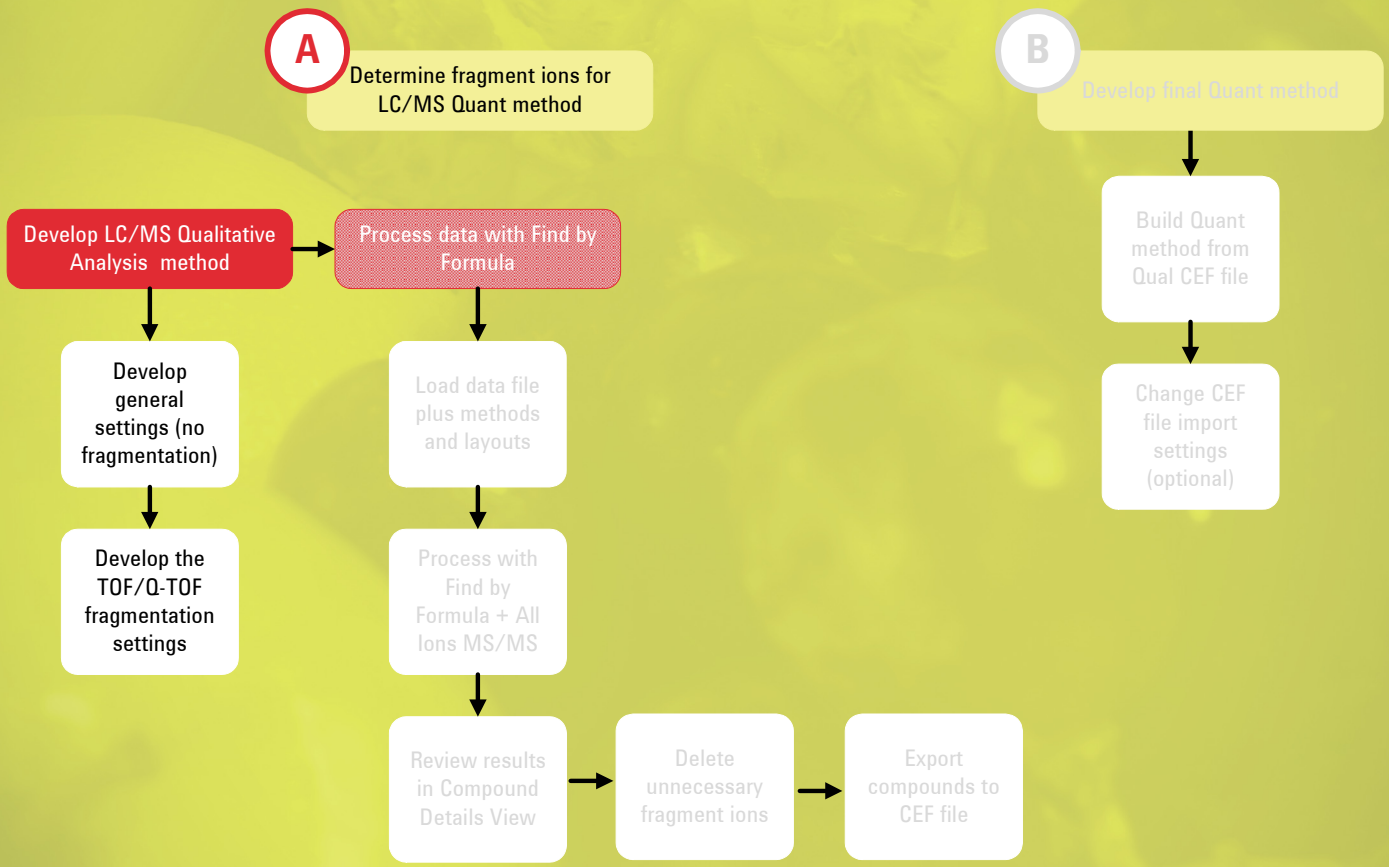 A
Determine fragment ions for
LC/MS Quant method
B
Develop final Quant method
Develop LC/MS Qualitative
Analysis method
Process data with Find by
Formula
Develop
general
settings (no
fragmentation)
Develop the
TOF/Q-TOF
fragmentation
settings
Load data file
plus methods
and layouts
Process with
Find by
Formula + All
Ions MS/MS
Review results
in Compound
Details View
Delete
unnecessary
fragment ions
Export
compounds to
CEF file
Build Quant
method from
Qual CEF file
Change CEF
file import
settings
(optional)